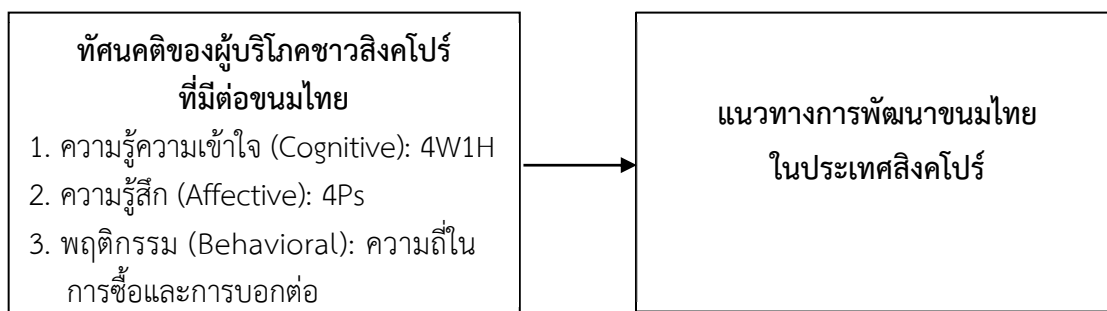 ทัศนคติของผู้บริโภคชาวสิงคโปร์
ที่มีต่อขนมไทย
1. ความรู้ความเข้าใจ (Cognitive): 4W1H
2. ความรู้สึก (Affective): 4Ps
3. พฤติกรรม (Behavioral): ความถี่ใน
การซื้อและการบอกต่อ
แนวทางการพัฒนาขนมไทย
ในประเทศสิงคโปร์